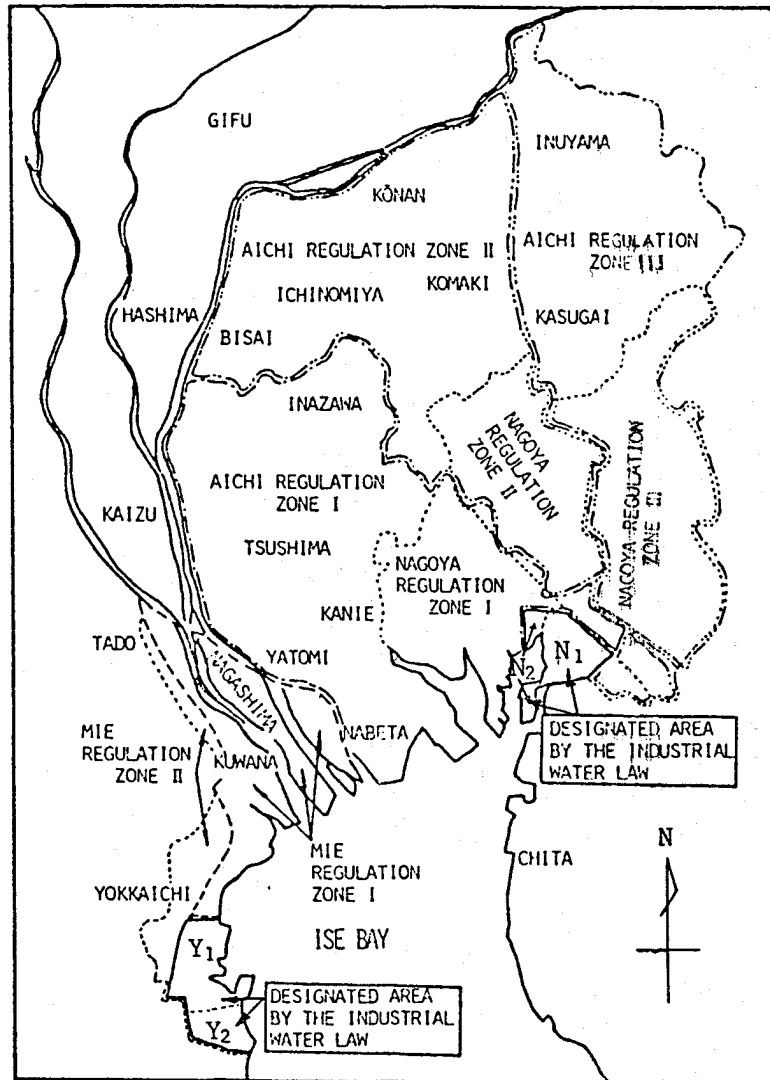 GIFU
INUYAMA
KŌNAN
AICHI REGULATION ZONE II
AICHI REGULATION
ZONE III
ICHINOMIYA
KOMAKI
HASHIMA
KASUGAI
BISAI
INAZAWA
NAGOYA
REGULATION
ZONE II
AICHI REGULATION
ZONE I
NAGOYA REGULATION
ZONE III
KAIZU
TSUSHIMA
NAGOYA
REGULATION
ZONE I
KANIE
TADO
YATOMI
NAGASHIMA
N1
N2
NABETA
MIE
REGULATION
ZONE II
KUWANA
DESIGNATED AREA
BY THE INDUSTRIAL
WATER LAW
MIE
REGULATION
ZONE I
CHITA
N
YOKKAICHI
ISE BAY
Y1
DESIGNATED AREA
BY THE INDUSTRIAL
WATER LAW
Y2